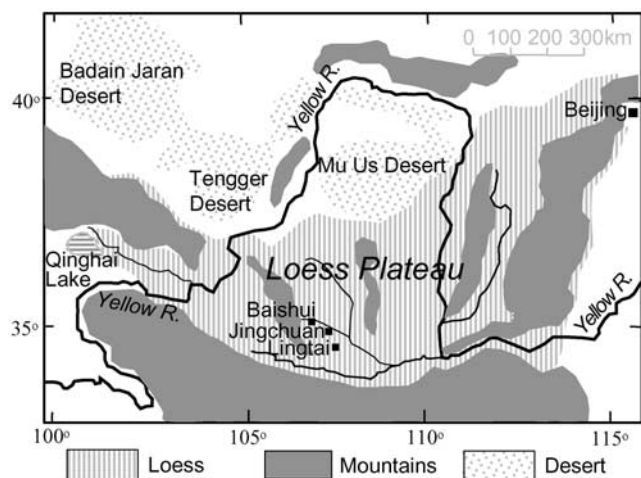 0 100 200 300km
Badain Jaran
Desert
Yellow R.
40°
Beijing
Mu Us Desert
Tengger
Desert
Qinghai
Lake
Loess Plateau
Yellow R.
Baishui
Jingchuan
Lingtai
35°
Yellow R.
100° 105° 110° 115°
Loess Mountains Desert